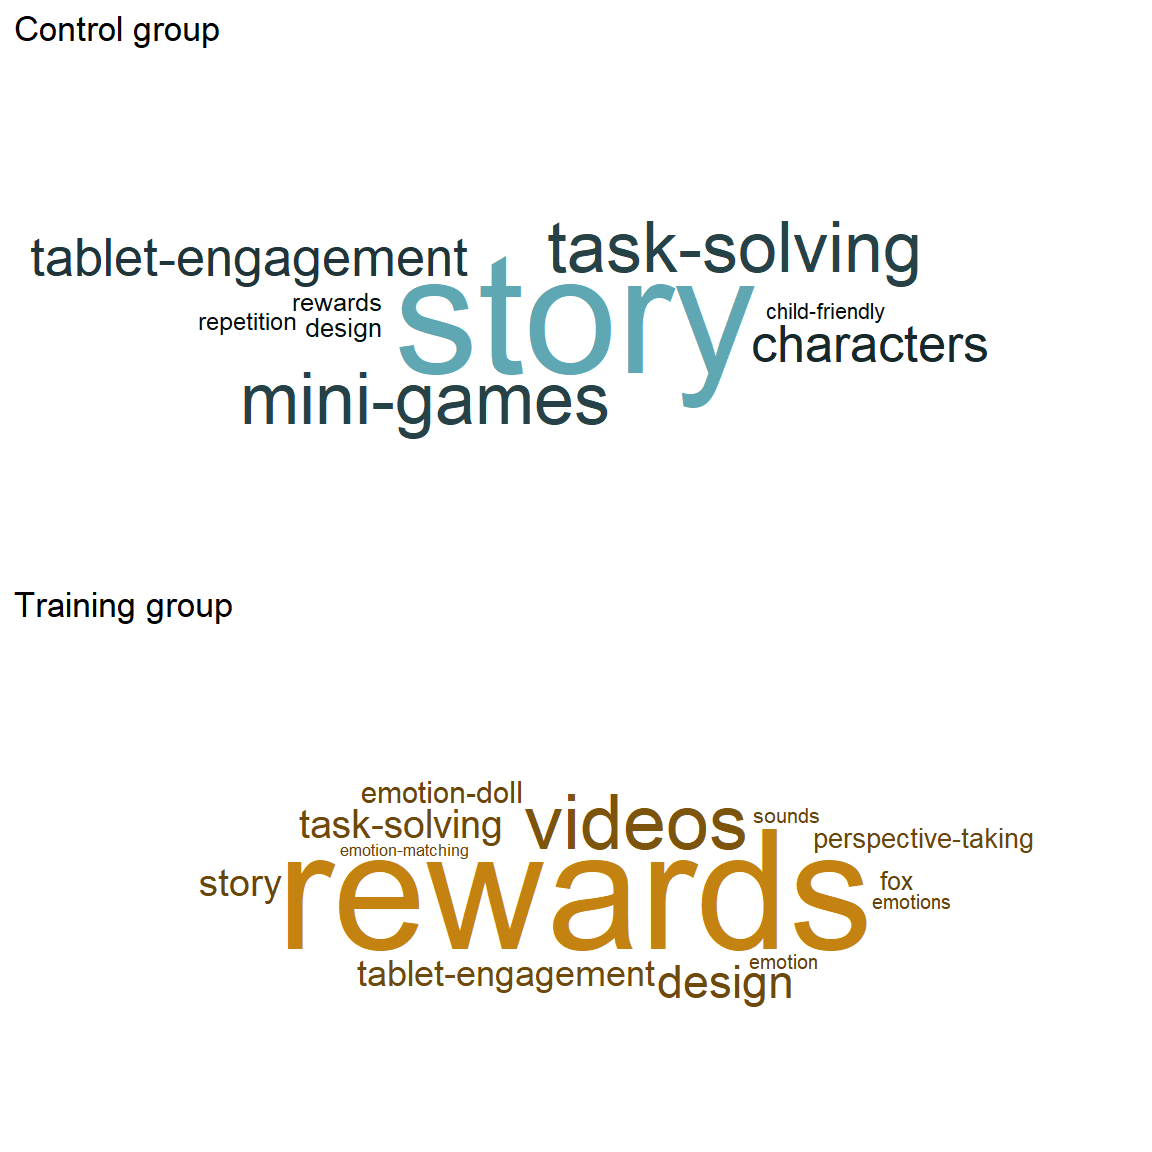 Control group
tablet-engagement
task-solving
story
rewards
child-friendly
repetition
design
characters
mini-games
Training group
emotion-doll
videos
task-solving
sounds
perspective-taking
emotion-matching
rewards
story
fox
emotions
tablet-engagement
emotion
design